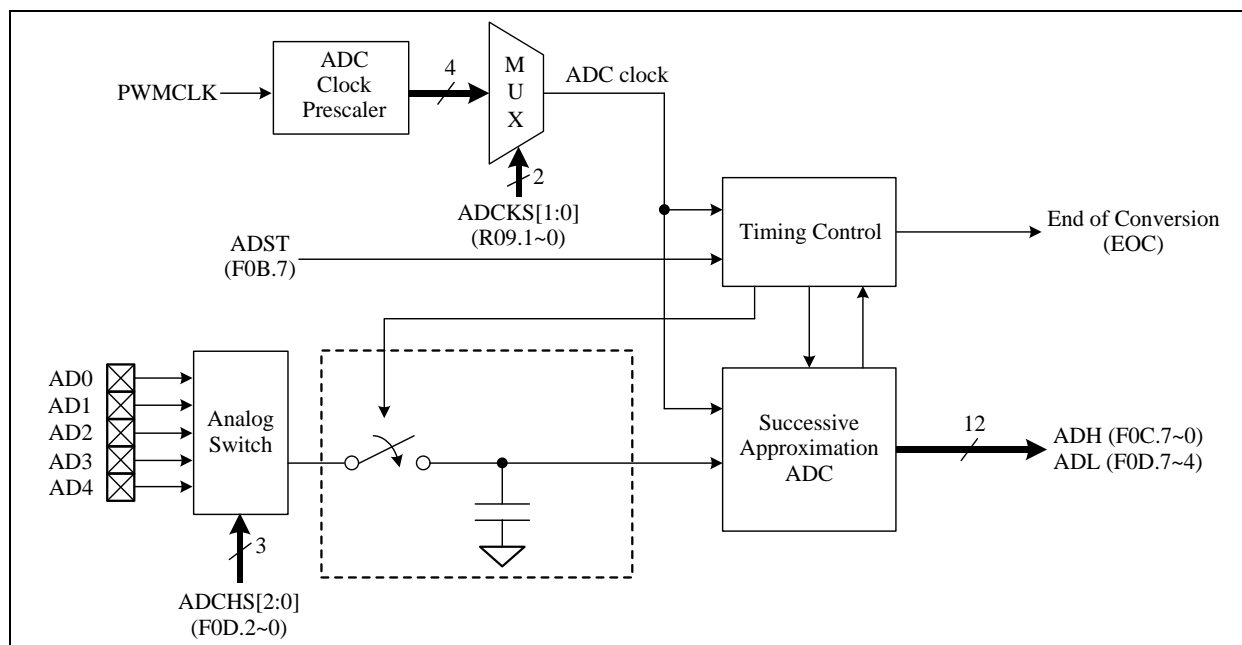 PWMCLK
ADC
Clock
Prescaler
4
M
U
X
ADC clock
2
ADCKS[1:0]
(R09.1~0)
ADST
(F0B.7)
Timing Control
End of Conversion
(EOC)
AD0
AD1
AD2
AD3
AD4
Analog
Switch
3
ADCHS[2:0]
(F0D.2~0)
Successive
Approximation
ADC
12
ADH (F0C.7~0)
ADL (F0D.7~4)